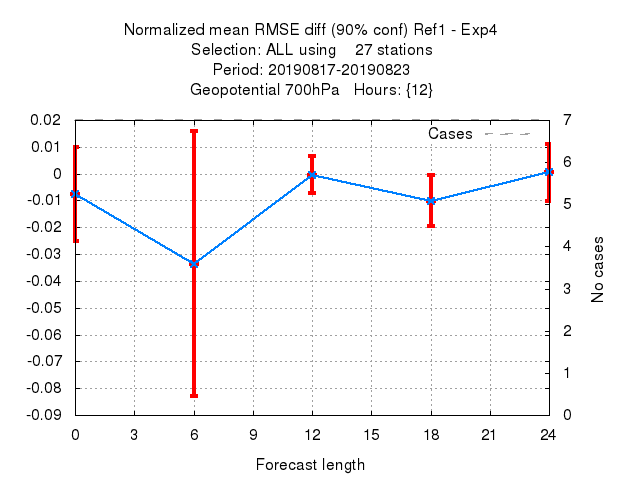 Normalized mean RMSE diff (90% conf) Ref1 - Exp4
Selection: ALL using    27 stations
Period: 20190817-20190823
Geopotential 700hPa   Hours: {12}
Cases
0.02
0.01
0
-0.01
-0.02
-0.03
-0.04
-0.05
-0.06
-0.07
-0.08
-0.09
7
6
5
4
3
2
1
0
No cases
0 3 6 9 12 15 18 21 24
Forecast length